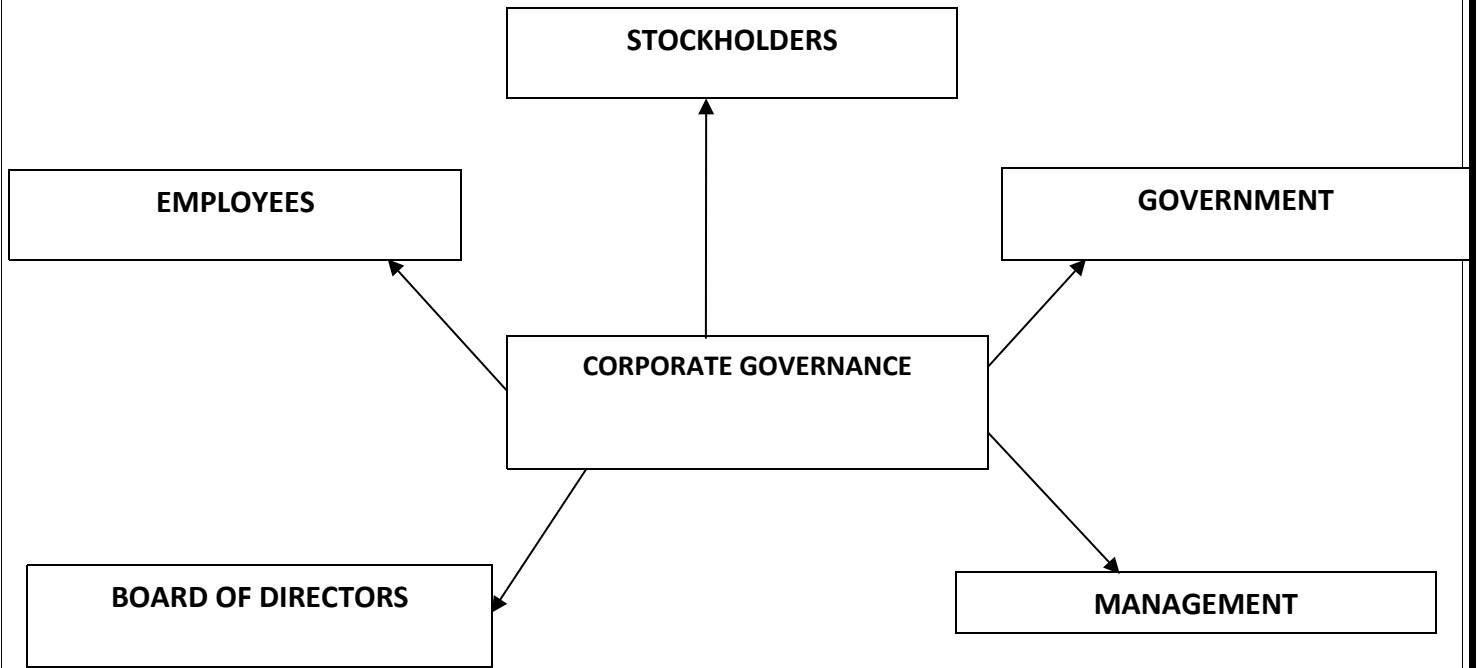 STOCKHOLDERS
EMPLOYEES
GOVERNMENT
CORPORATE GOVERNANCE
BOARD OF DIRECTORS
MANAGEMENT